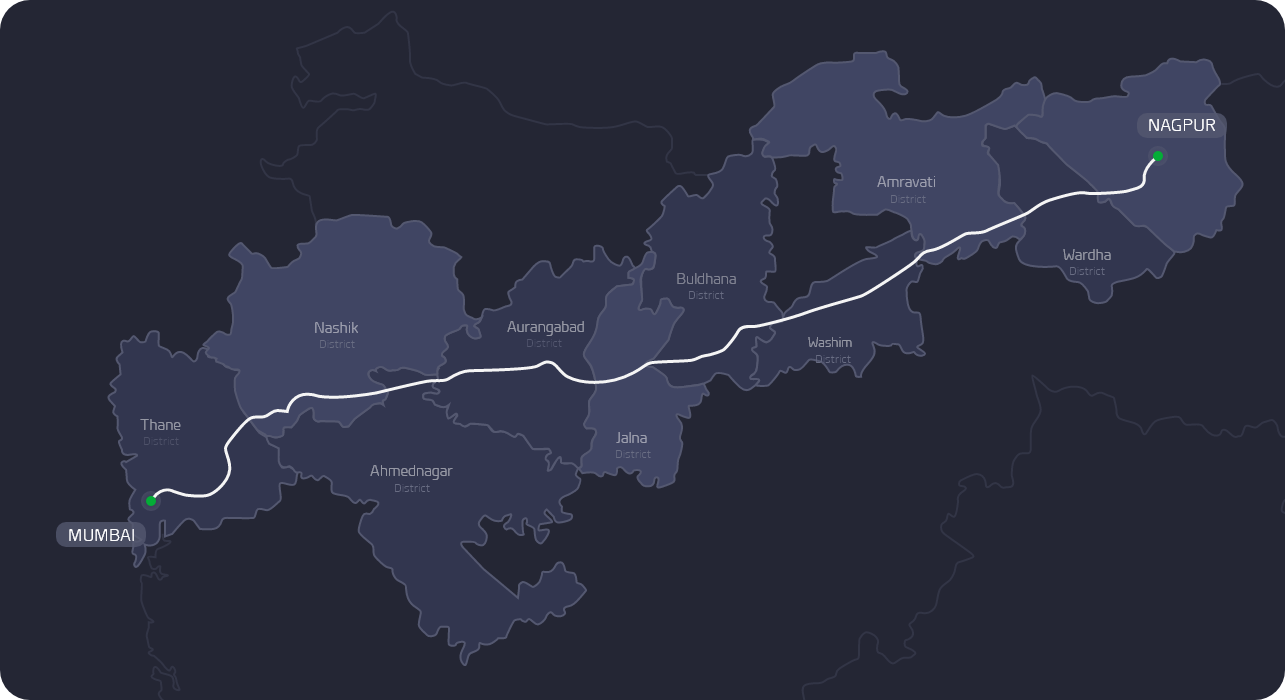 NAGPUR
Amravati
District
Wardha
District
Buldhana
District
Nashik
District
Aurangabad
District
Washim
District
Thane
District
Jalna
District
Ahmednagar
District
MUMBAI